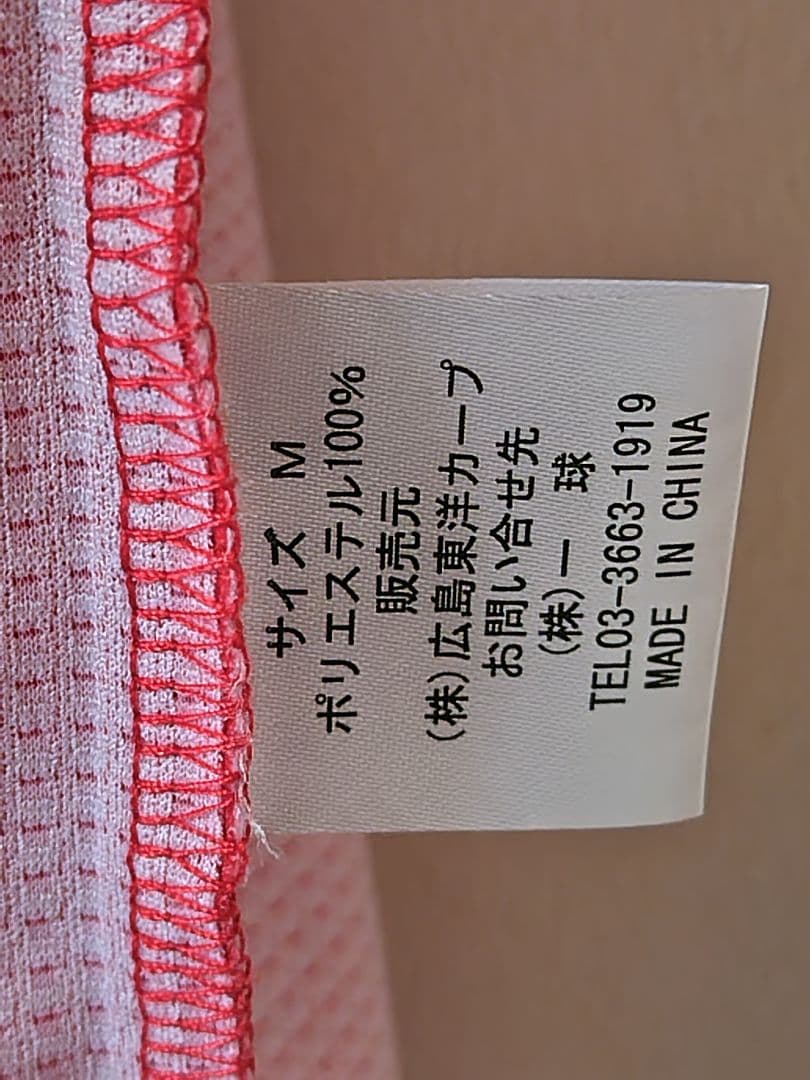 サイズ M
ポリエステル100%
販売元
(株)広島東洋カープ
お問い合せ先
(株)一 球
TEL03-3663-1919
MADE IN CHINA